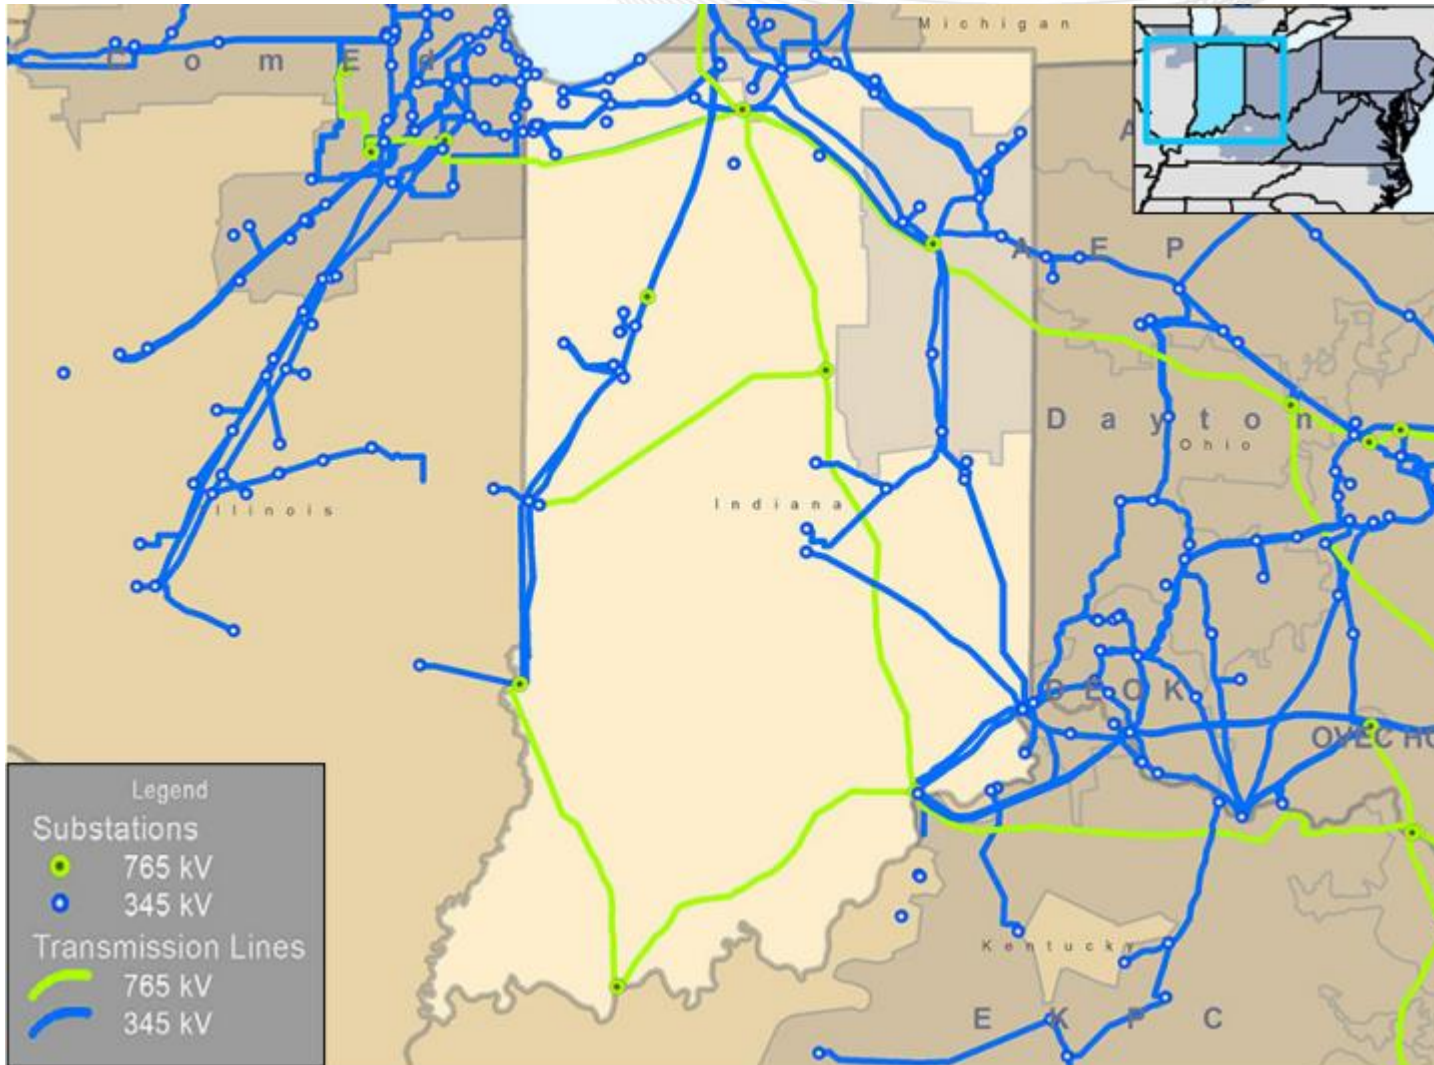 Michigan
ComEd
A
AEP
Dayton
Ohio
Illinois
Indiana
DEOK
OVEC HQ
Legend
Substations
765 kV
345 kV
Transmission Lines
765 kV
345 kV
Kentucky
EKPC